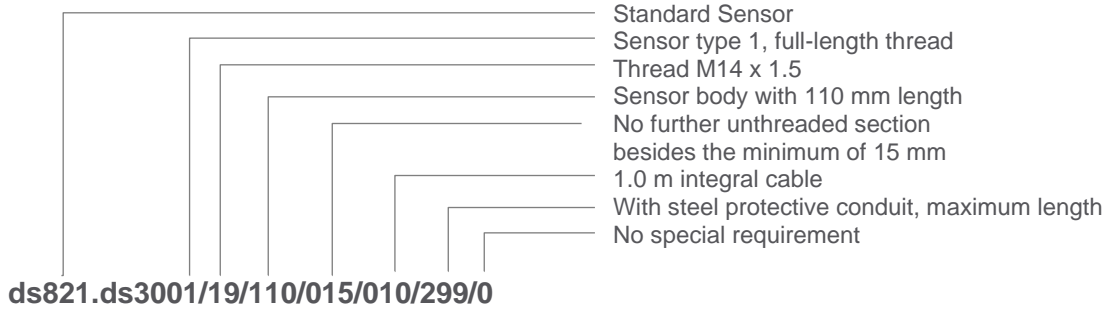 Standard Sensor
Sensor type 1, full-length thread
Thread M14 x 1.5
Sensor body with 110 mm length
No further unthreaded section
besides the minimum of 15 mm
1.0 m integral cable
With steel protective conduit, maximum length
No special requirement
ds821.ds3001/19/110/015/010/299/0